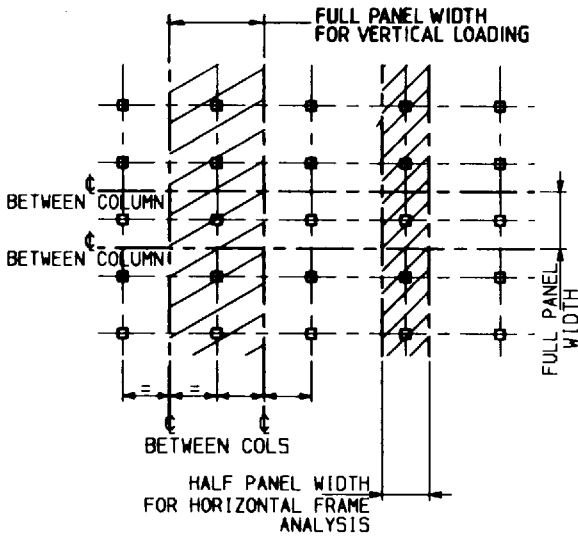 FULL PANEL WIDTH
FOR VERTICAL LOADING
℄
BETWEEN COLUMN
℄
BETWEEN COLUMN
FULL PANEL
WIDTH
= =
℄ ℄
BETWEEN COLS
HALF PANEL WIDTH
FOR HORIZONTAL FRAME
ANALYSIS